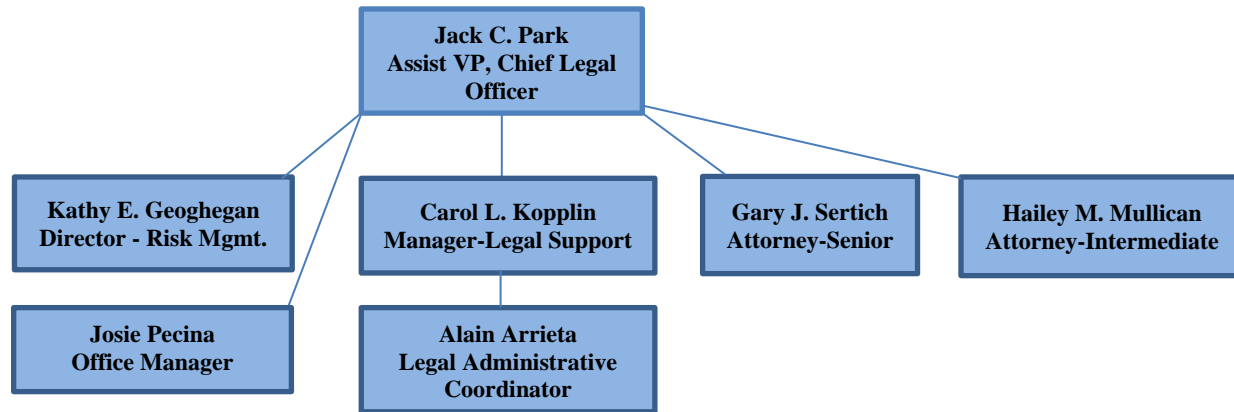 Jack C. Park
Assist VP, Chief Legal
Officer
Kathy E. Geoghegan
Director - Risk Mgmt.
Carol L. Kopplin
Manager-Legal Support
Gary J. Sertich
Attorney-Senior
Hailey M. Mullican
Attorney-Intermediate
Josie Pecina
Office Manager
Alain Arrieta
Legal Administrative
Coordinator